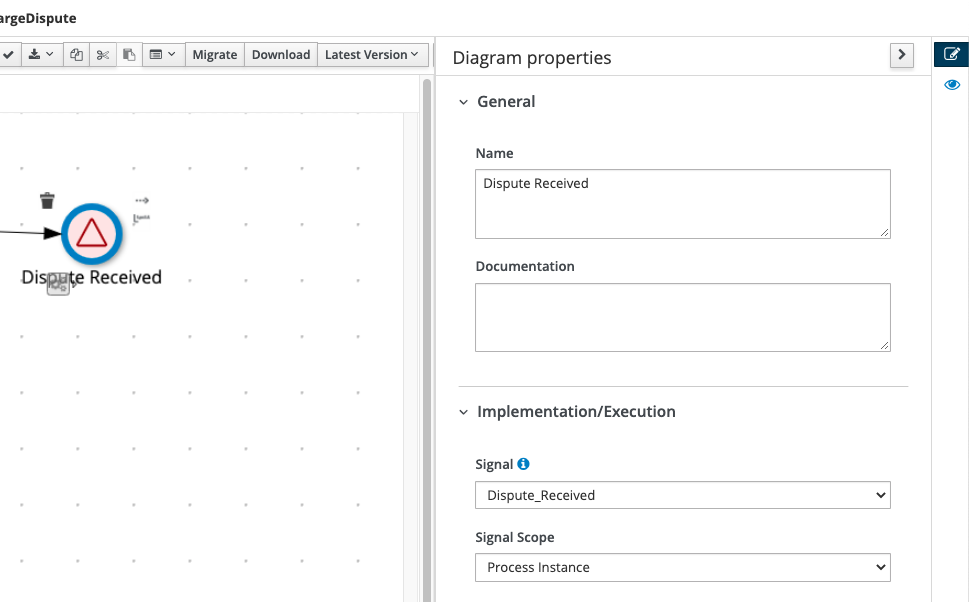 argeDispute
Migrate
Download
Latest Version
Diagram properties
General
Name
Dispute Received
Documentation
Dispute Received
Implementation/Execution
Signal
Dispute_Received
Signal Scope
Process Instance